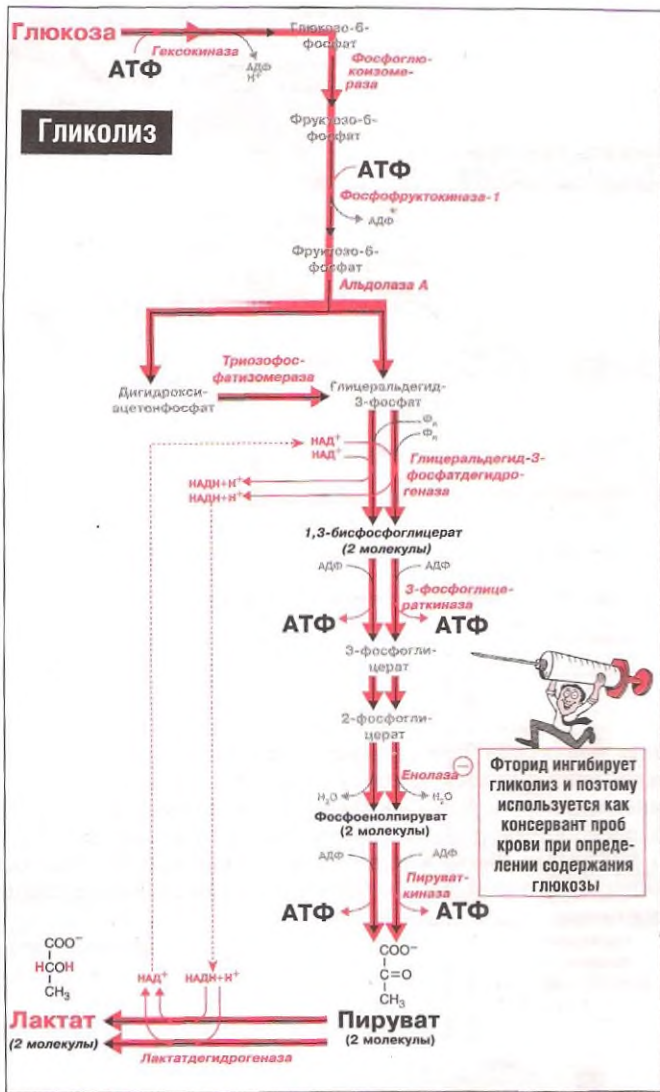 Глюкоза
Гексокиназа
АТФ
АДФ
H⁺
Глюкозо-6-
фосфат
Фосфоглю-
коизоме-
раза
Гликолиз
Фруктозо-6-
фосфат
АТФ
Фосфофруктокиназа-1
АДФ
Фруктозо-6-
фосфат
Альдолаза А
Триозофос-
фатизомераза
Дигидрокси-
ацетонфосфат
Глицеральдегид-
3-фосфат
Фн
Фн
НАД⁺
НАД⁺
Глицеральдегид-3-
фосфатдегидро-
геназа
НАДН+Н⁺
НАДН+Н⁺
1,3-бисфосфоглицерат
(2 молекулы)
АДФ
АДФ
3-фосфоглице-
раткиназа
АТФ
АТФ
3-фосфогли-
церат
2-фосфогли-
церат
Енолаза
−
H₂O
H₂O
Фосфоенолпируват
(2 молекулы)
Фторид ингибирует
гликолиз и поэтому
используется как
консервант проб
крови при опреде-
лении содержания
глюкозы
АДФ
АДФ
Пируват-
киназа
АТФ
АТФ
COO⁻
HCOH
CH₃
НАД⁺
НАДН+Н⁺
COO⁻
C=O
CH₃
Лактат
(2 молекулы)
Пируват
(2 молекулы)
Лактатдегидрогеназа